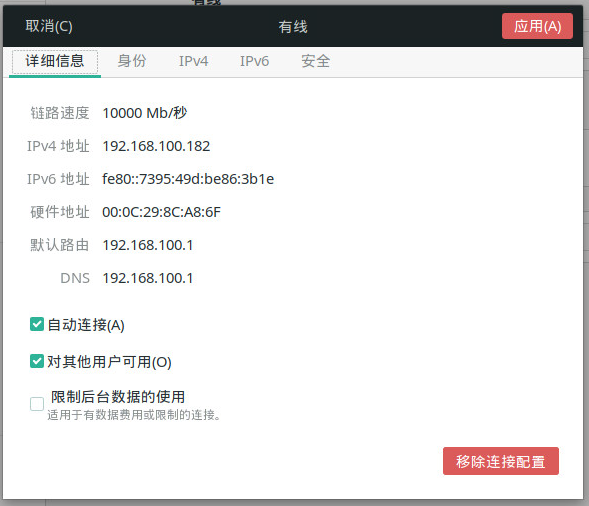 有线
取消(C) 有线 应用(A)
详细信息 身份 IPv4 IPv6 安全
链路速度 10000 Mb/秒
IPv4 地址 192.168.100.182
IPv6 地址 fe80::7395:49d:be86:3b1e
硬件地址 00:0C:29:8C:A8:6F
默认路由 192.168.100.1
DNS 192.168.100.1
自动连接(A)
对其他用户可用(O)
限制后台数据的使用
适用于有数据费用或限制的连接。
移除连接配置